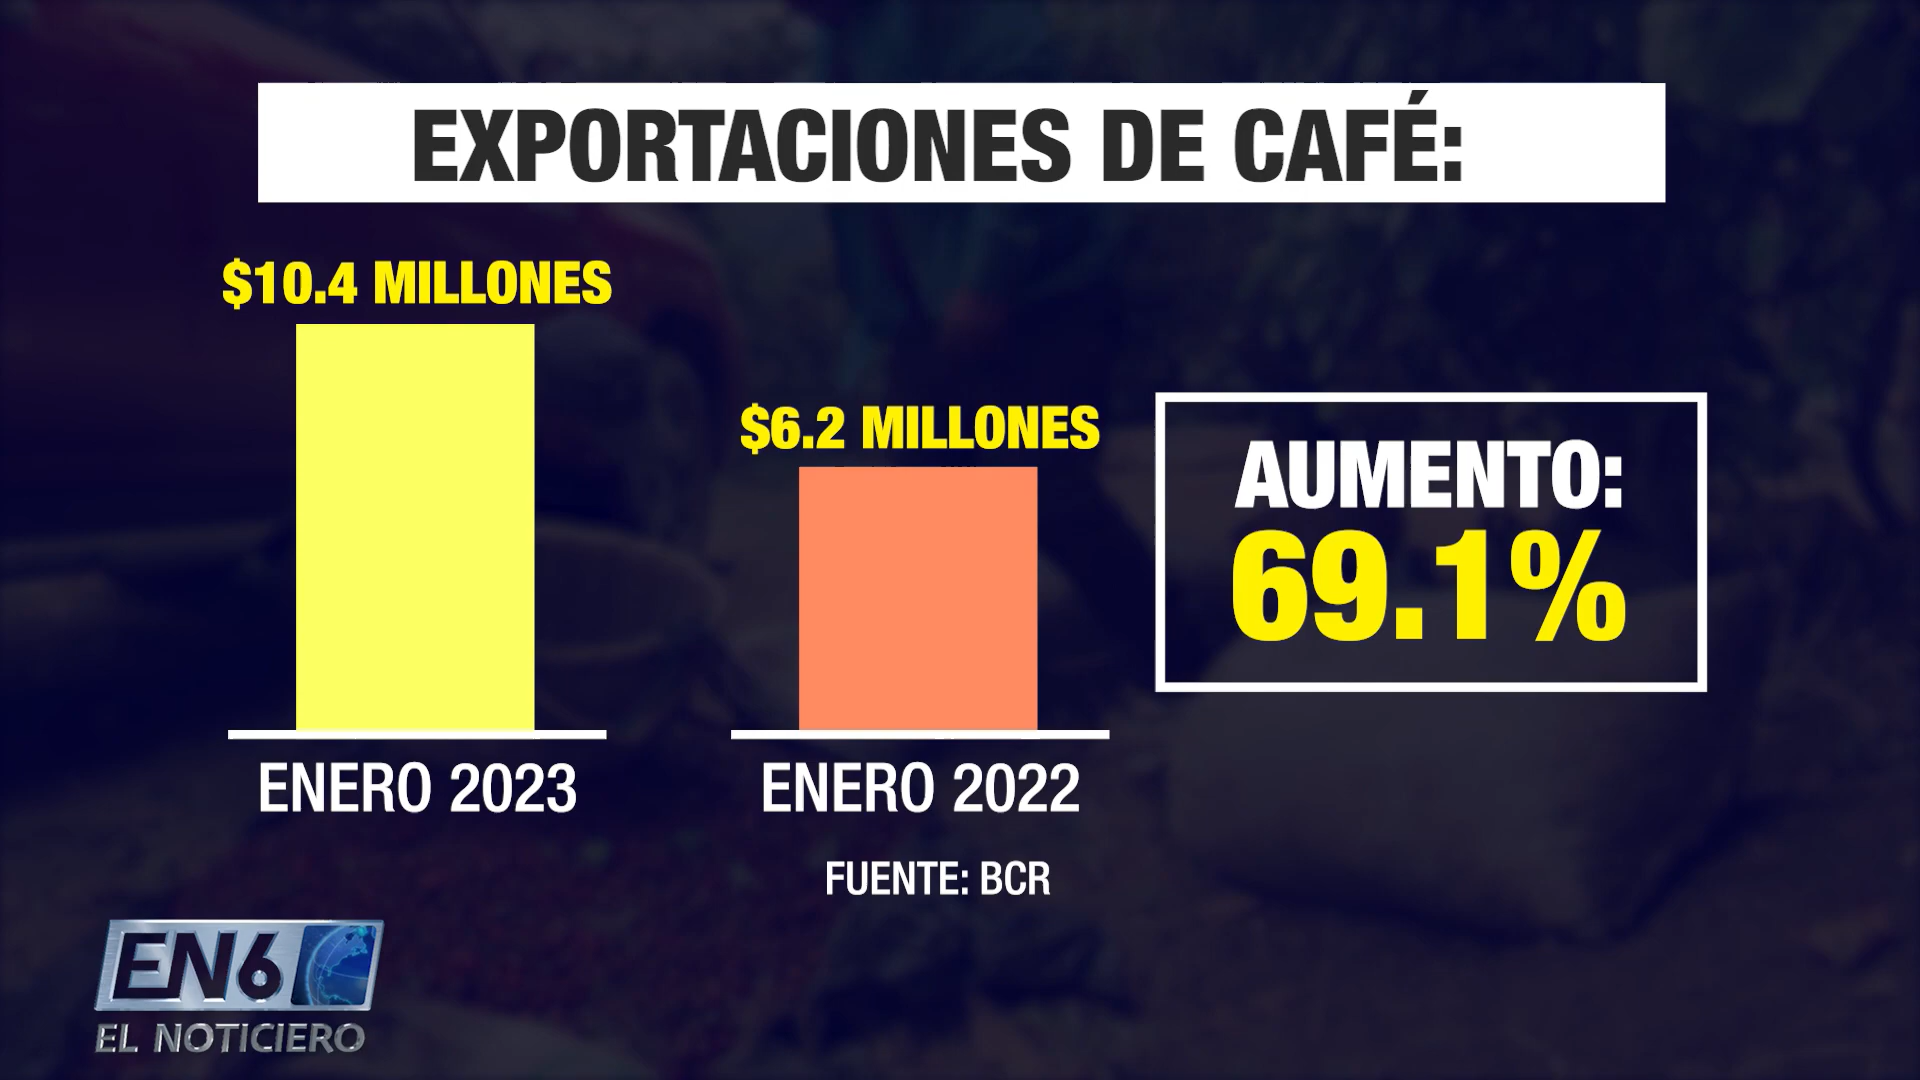 EXPORTACIONES DE CAFÉ:
$10.4 MILLONES
$6.2 MILLONES
AUMENTO:
69.1%
ENERO 2023
ENERO 2022
FUENTE: BCR
EN6
EL NOTICIERO